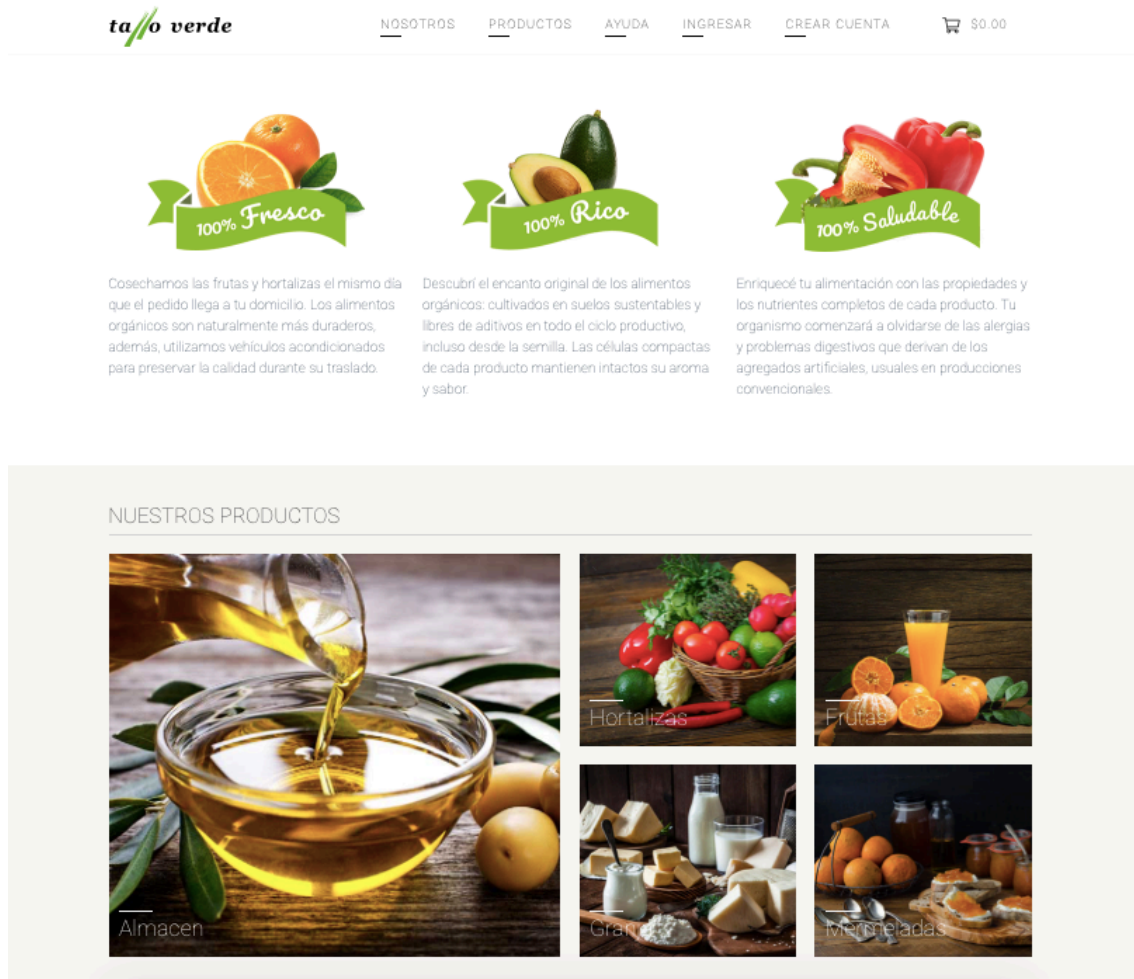 tallo verde
NOSOTROS
PRODUCTOS
AYUDA
INGRESAR
CREAR CUENTA
$0.00
100% Fresco
100% Rico
100% Saludable
Cosechamos las frutas y hortalizas el mismo día
que el pedido llega a tu domicilio. Los alimentos
orgánicos son naturalmente más duraderos,
además, utilizamos vehículos acondicionados
para preservar la calidad durante su traslado.
Descubrí el encanto original de los alimentos
orgánicos: cultivados en suelos sustentables y
libres de aditivos en todo el ciclo productivo,
incluso desde la semilla. Las células compactas
de cada producto mantienen intactos su aroma
y sabor.
Enriquecé tu alimentación con las propiedades y
los nutrientes completos de cada producto. Tu
organismo comenzará a olvidarse de las alergias
y problemas digestivos que derivan de los
agregados artificiales, usuales en producciones
convencionales.
NUESTROS PRODUCTOS
Hortalizas
Frutas
Almacen
Mermeladas